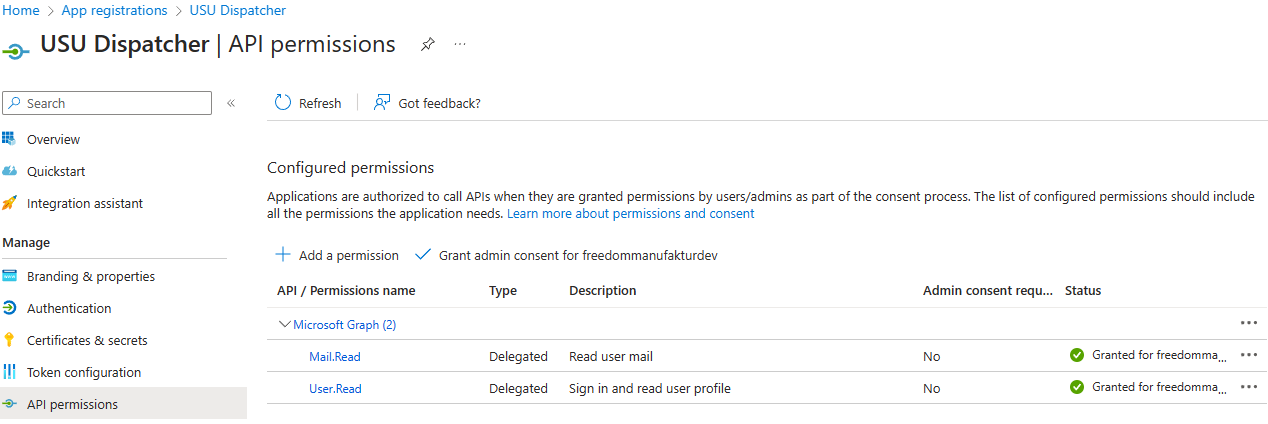 Home > App registrations > USU Dispatcher
USU Dispatcher | API permissions
Search
«
Refresh
Got feedback?
Overview
Quickstart
Integration assistant
Manage
Branding & properties
Authentication
Certificates & secrets
Token configuration
API permissions
Configured permissions
Applications are authorized to call APIs when they are granted permissions by users/admins as part of the consent process. The list of configured permissions should include
all the permissions the application needs. Learn more about permissions and consent
Add a permission
Grant admin consent for freedommanufakturdev
API / Permissions name Type Description Admin consent requ... Status
Microsoft Graph (2)
Mail.Read Delegated Read user mail No Granted for freedomma...
User.Read Delegated Sign in and read user profile No Granted for freedomma...